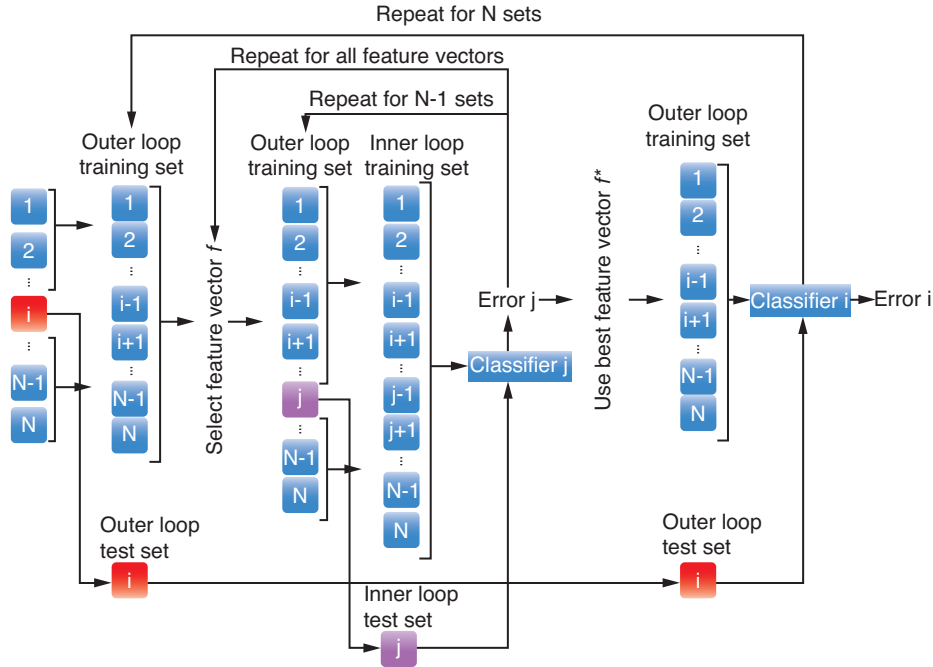 Repeat for N sets
Repeat for all feature vectors
Repeat for N-1 sets
1
2
...
i
...
N-1
N
Outer loop
training set
1
2
...
i-1
i+1
...
N-1
N
Outer loop
test set
i
Select feature vector f
Outer loop
training set
1
2
...
i-1
i+1
...
j
...
N-1
N
Inner loop
training set
1
2
...
i-1
i+1
...
j-1
j+1
...
N-1
N
Inner loop
test set
j
Error j
Classifier j
Use best feature vector f*
Outer loop
training set
1
2
...
i-1
i+1
...
N-1
N
Outer loop
test set
i
Classifier i
Error i